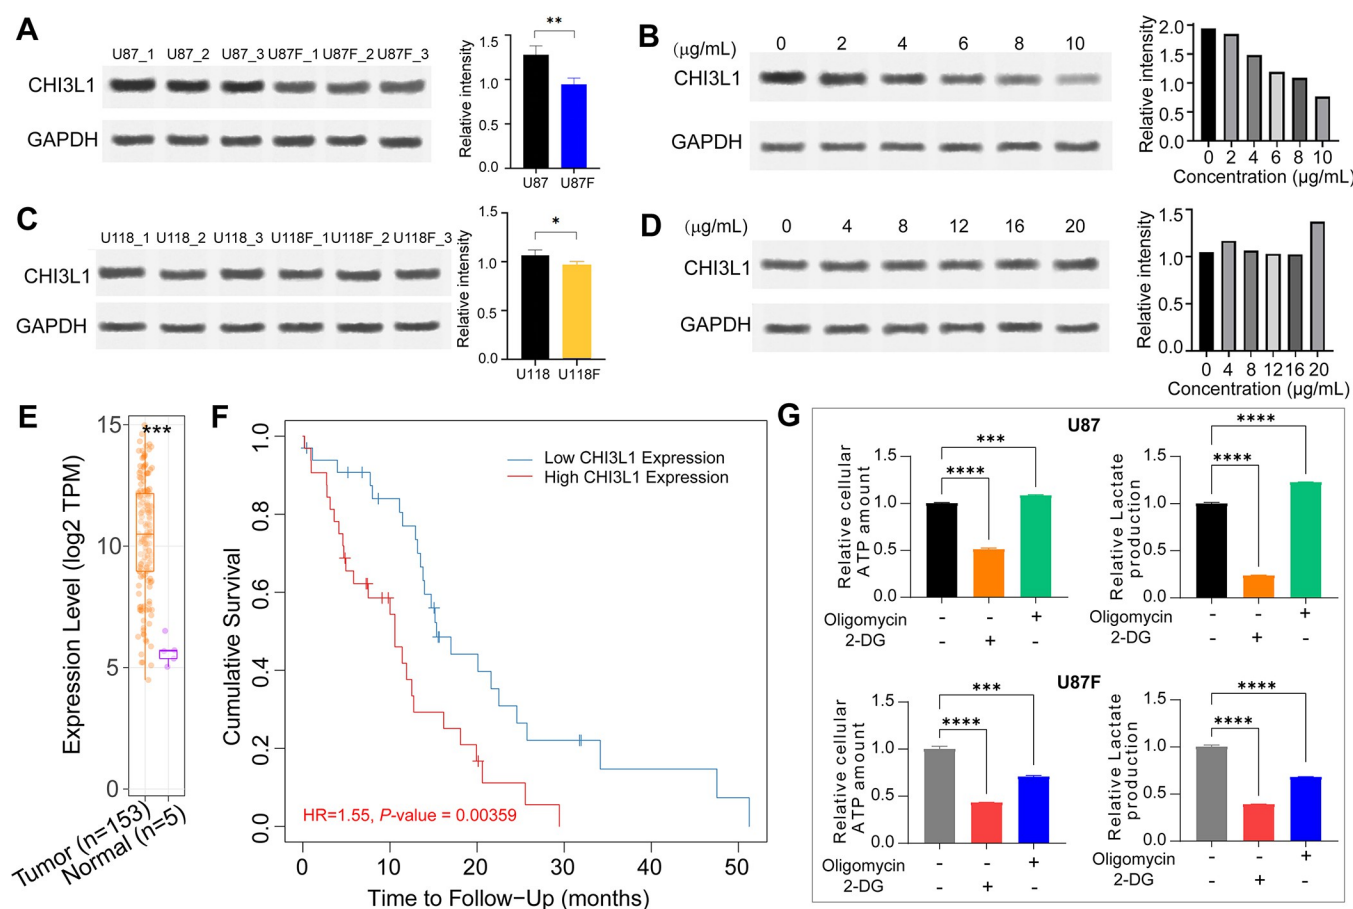 A
U87_1 U87_2 U87_3 U87F_1 U87F_2 U87F_3
CHI3L1
GAPDH
Relative intensity
1.5
1.0
0.5
0.0
**
U87 U87F
B
(μg/mL) 0 2 4 6 8 10
CHI3L1
GAPDH
Relative intensity
2.0
1.5
1.0
0.5
0.0
0 2 4 6 8 10
Concentration (μg/mL)
C
U118_1 U118_2 U118_3 U118F_1 U118F_2 U118F_3
CHI3L1
GAPDH
Relative intensity
1.5
1.0
0.5
0.0
*
U118 U118F
D
(μg/mL) 0 4 8 12 16 20
CHI3L1
GAPDH
Relative intensity
1.5
1.0
0.5
0.0
0 4 8 12 16 20
Concentration (μg/mL)
E
Expression Level (log2 TPM)
15
10
5
0
***
Tumor (n=153)
Normal (n=5)
F
Cumulative Survival
1.0
0.8
0.6
0.4
0.2
0.0
Low CHI3L1 Expression
High CHI3L1 Expression
HR=1.55, P-value = 0.00359
0 10 20 30 40 50
Time to Follow−Up (months)
G
U87
Relative cellular
ATP amount
1.5
1.0
0.5
0.0
***
****
Oligomycin - - +
2-DG - + -
Relative Lactate
production
1.5
1.0
0.5
0.0
****
****
Oligomycin - - +
2-DG - + -
U87F
Relative cellular
ATP amount
1.5
1.0
0.5
0.0
***
****
Oligomycin - - +
2-DG - + -
Relative Lactate
production
1.5
1.0
0.5
0.0
****
****
Oligomycin - - +
2-DG - + -